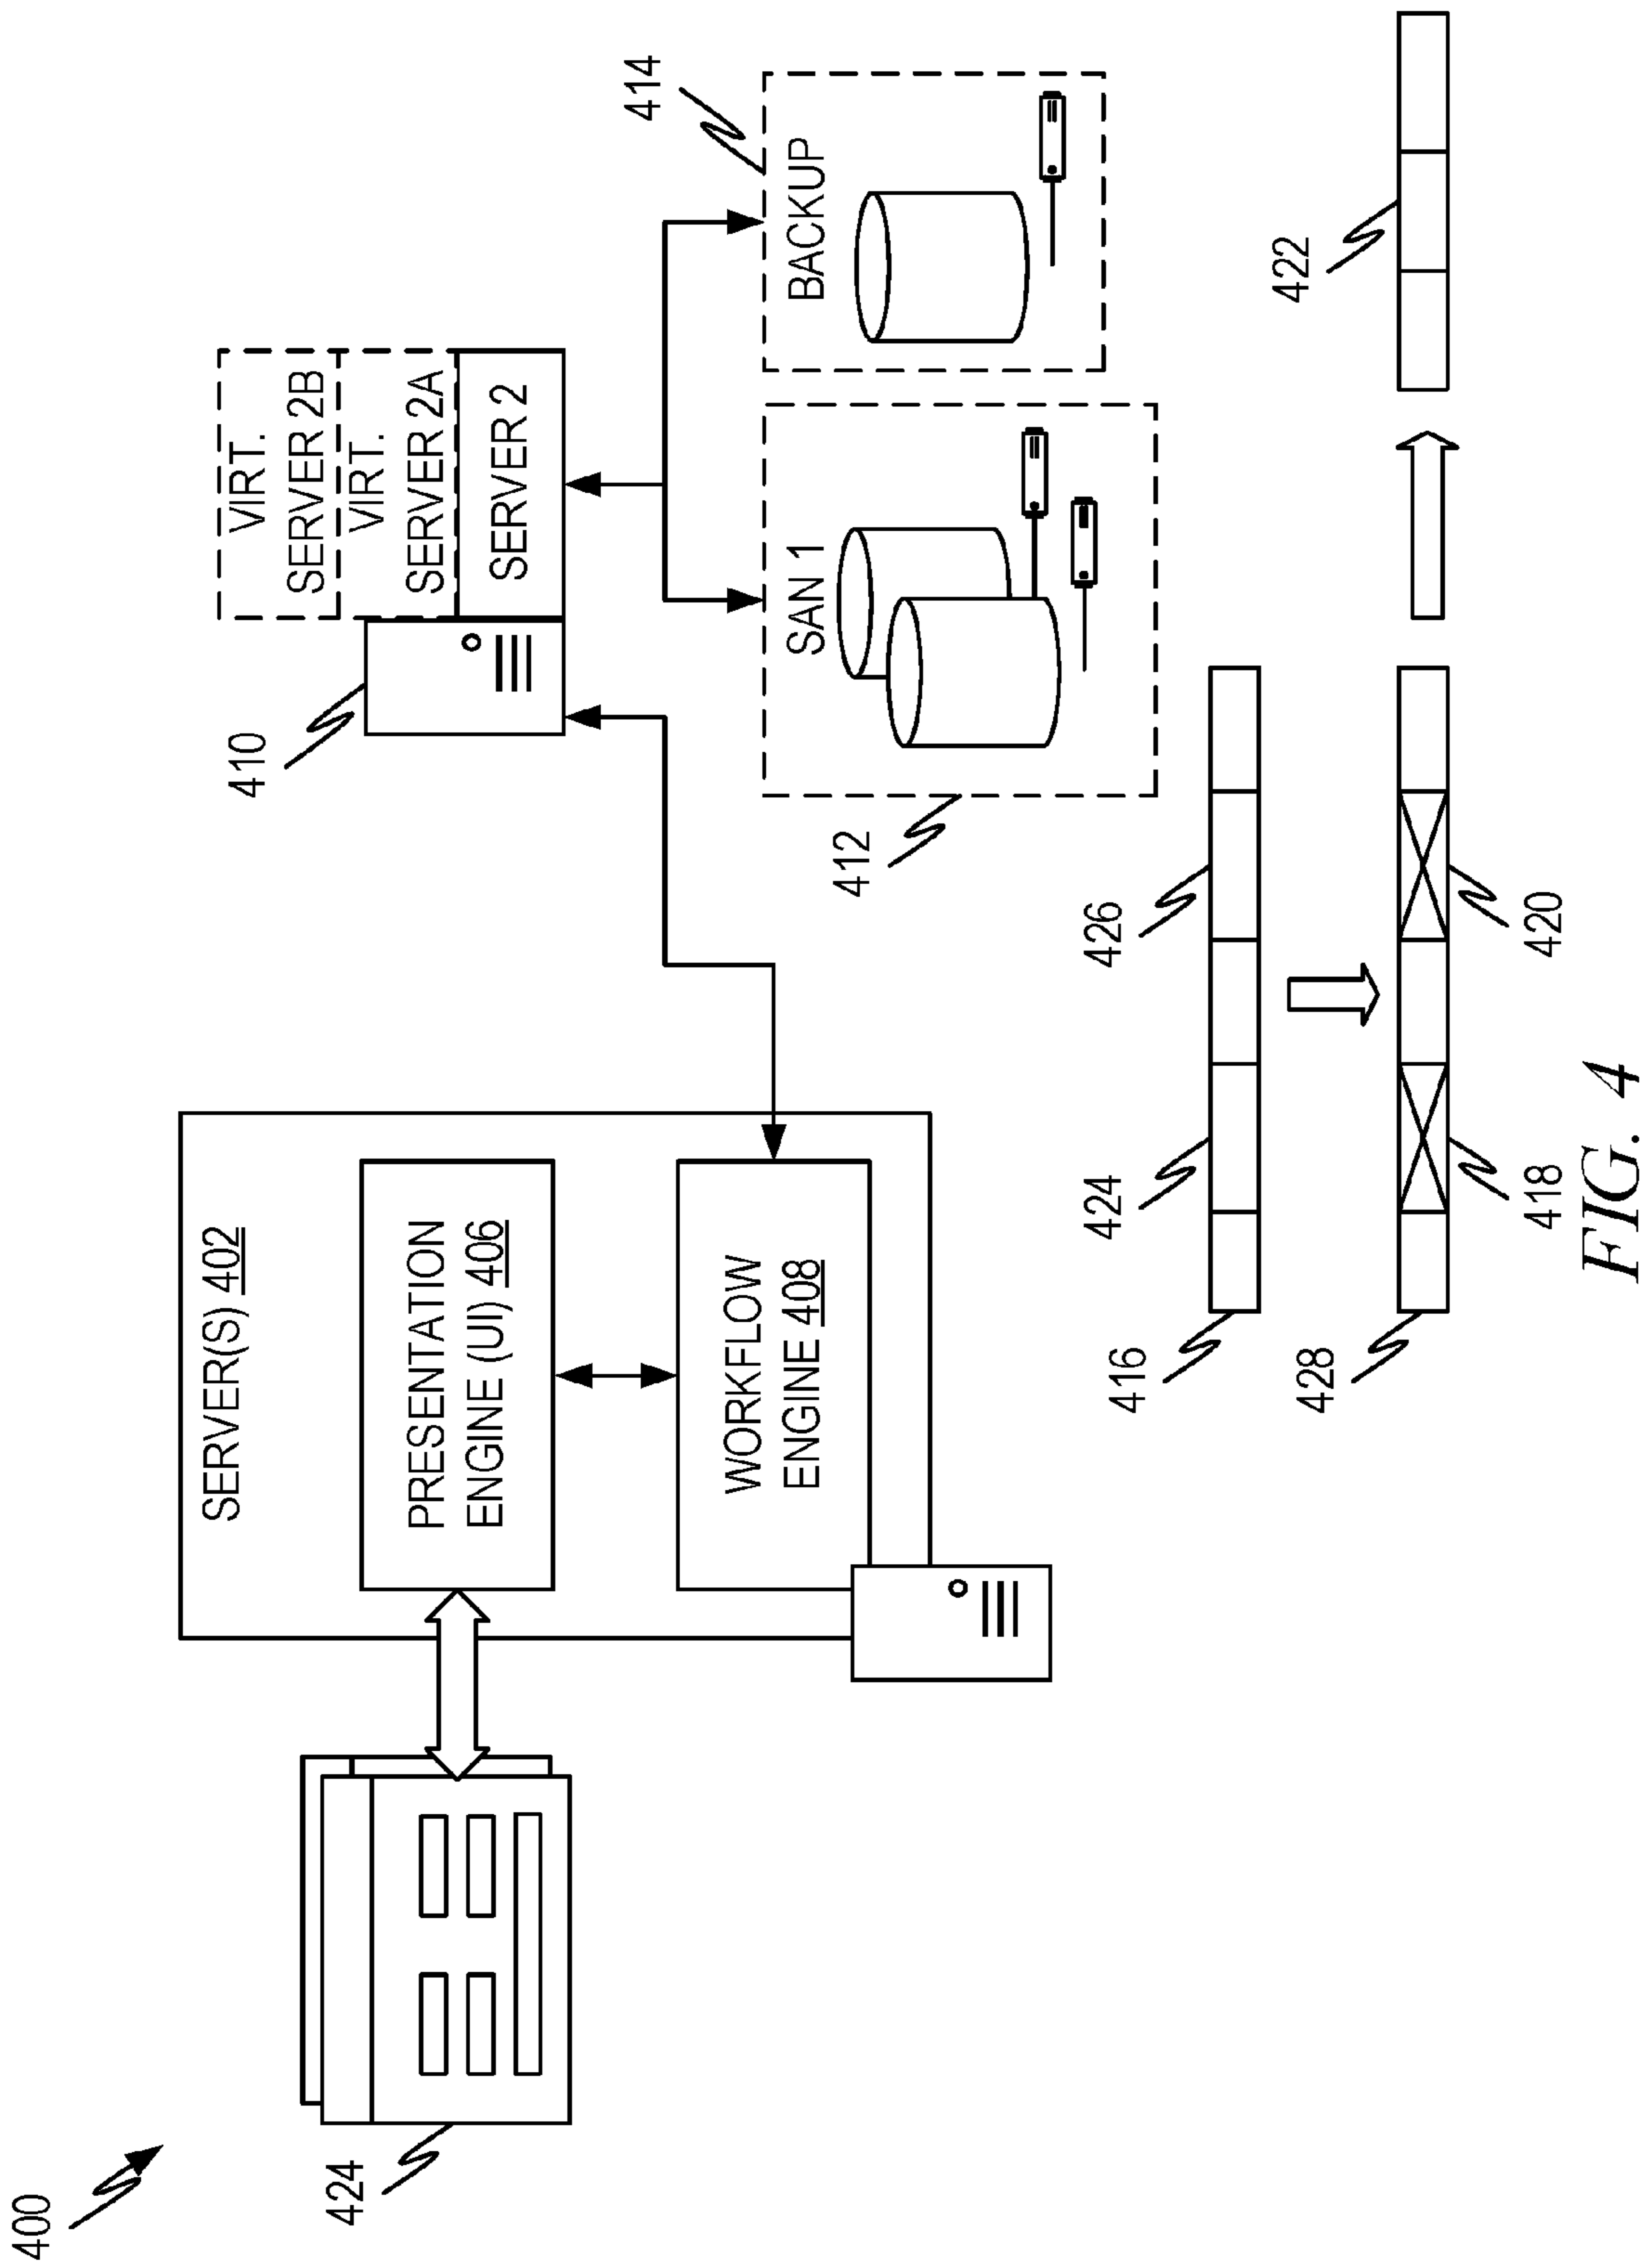 400
SERVER(S) 402
VIRT.
SERVER 2B
VIRT.
SERVER 2A
SERVER 2
410
424
PRESENTATION
ENGINE (UI) 406
WORKFLOW
ENGINE 408
414
BACKUP
SAN 1
412
424
426
416
422
428
418
420
FIG. 4